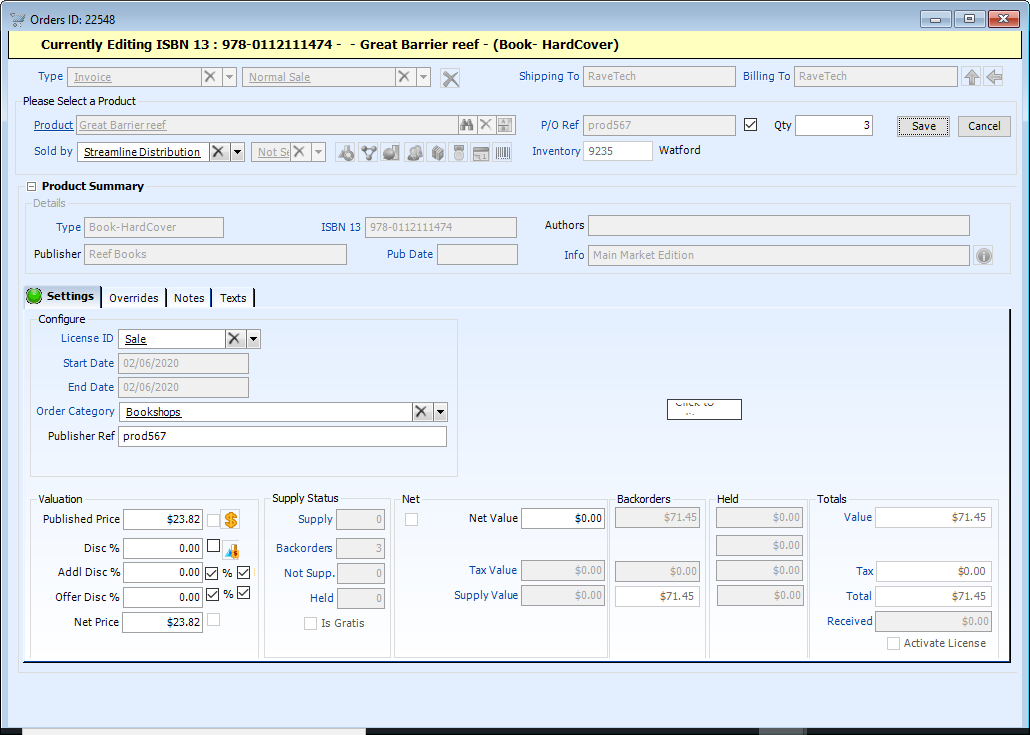 Orders ID: 22548
Currently Editing ISBN 13 : 978-0112111474 - - Great Barrier reef - (Book- HardCover)
Type Invoice Normal Sale Shipping To RaveTech Billing To RaveTech
Please Select a Product
Product Great Barrier reef P/O Ref prod567 Qty 3 Save Cancel
Sold by Streamline Distribution Not Se Inventory 9235 Watford
Product Summary
Details
Type Book-HardCover ISBN 13 978-0112111474 Authors
Publisher Reef Books Pub Date Info Main Market Edition
Settings Overrides Notes Texts
Configure
License ID Sale
Start Date 02/06/2020
End Date 02/06/2020
Order Category Bookshops
Publisher Ref prod567
Valuation Supply Status Net Backorders Held Totals
Published Price $23.82 Supply 0 Net Value $0.00 $71.45 $0.00 Value $71.45
Disc % 0.00 Backorders 3 $0.00
Addl Disc % 0.00 % Not Supp. 0 Tax Value $0.00 $0.00 $0.00 Tax $0.00
Offer Disc % 0.00 % Held 0 Supply Value $0.00 $71.45 $0.00 Total $71.45
Net Price $23.82 Is Gratis Received $0.00
Activate License